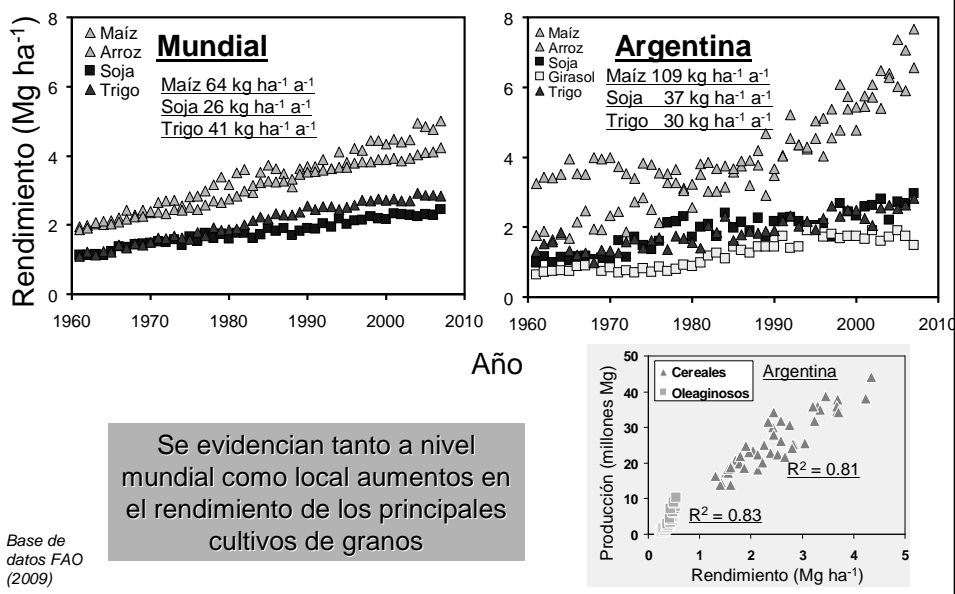 Rendimiento (Mg ha-1)
8
6
4
2
0
Maíz
Arroz
Soja
Trigo
Mundial
Maíz 64 kg ha-1 a-1
Soja 26 kg ha-1 a-1
Trigo 41 kg ha-1 a-1
1960 1970 1980 1990 2000 2010
8
6
4
2
0
Maíz
Arroz
Soja
Girasol
Trigo
Argentina
Maíz 109 kg ha-1 a-1
Soja 37 kg ha-1 a-1
Trigo 30 kg ha-1 a-1
1960 1970 1980 1990 2000 2010
Año
Se evidencian tanto a nivel
mundial como local aumentos en
el rendimiento de los principales
cultivos de granos
Producción (millones Mg)
50
40
30
20
10
0
Cereales
Oleaginosos
Argentina
R2 = 0.81
R2 = 0.83
0 1 2 3 4 5
Rendimiento (Mg ha-1)
Base de
datos FAO
(2009)